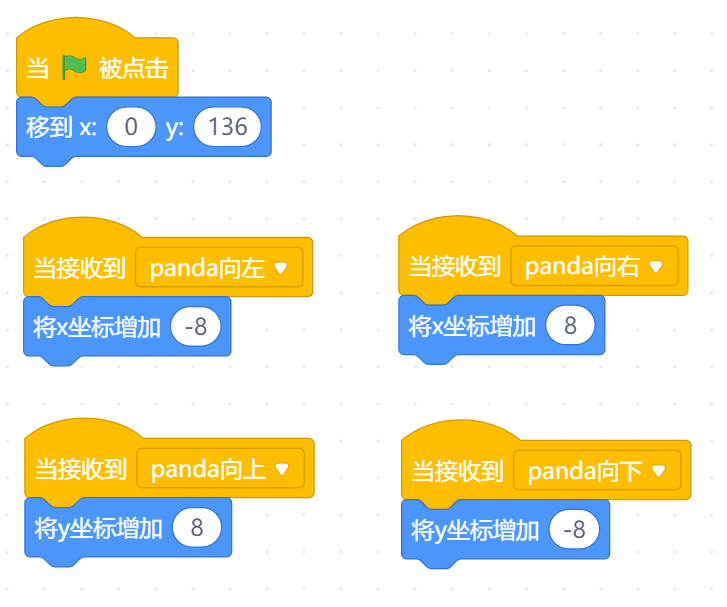 当 被点击
移到 x: 0 y: 136
当接收到 panda向左
将x坐标增加 -8
当接收到 panda向右
将x坐标增加 8
当接收到 panda向上
将y坐标增加 8
当接收到 panda向下
将y坐标增加 -8